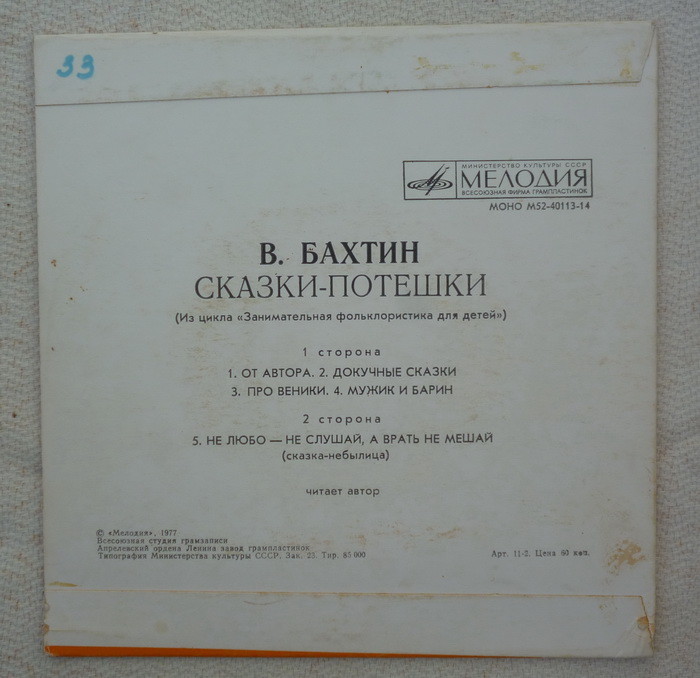 33
МИНИСТЕРСТВО КУЛЬТУРЫ СССР
МЕЛОДИЯ
ВСЕСОЮЗНАЯ ФИРМА ГРАМПЛАСТИНОК
МОНО М52-40113-14
В. БАХТИН
СКАЗКИ-ПОТЕШКИ
(Из цикла «Занимательная фольклористика для детей»)
1 сторона
1. ОТ АВТОРА. 2. ДОКУЧНЫЕ СКАЗКИ
3. ПРО ВЕНИКИ. 4. МУЖИК И БАРИН
2 сторона
5. НЕ ЛЮБО — НЕ СЛУШАЙ, А ВРАТЬ НЕ МЕШАЙ
(сказка-небылица)
читает автор
© «Мелодия», 1977
Всесоюзная студия грамзаписи
Апрелевский ордена Ленина завод грампластинок
Типография Министерства культуры СССР. Зак. 23. Тир. 85 000
Арт. 11-2. Цена 60 коп.